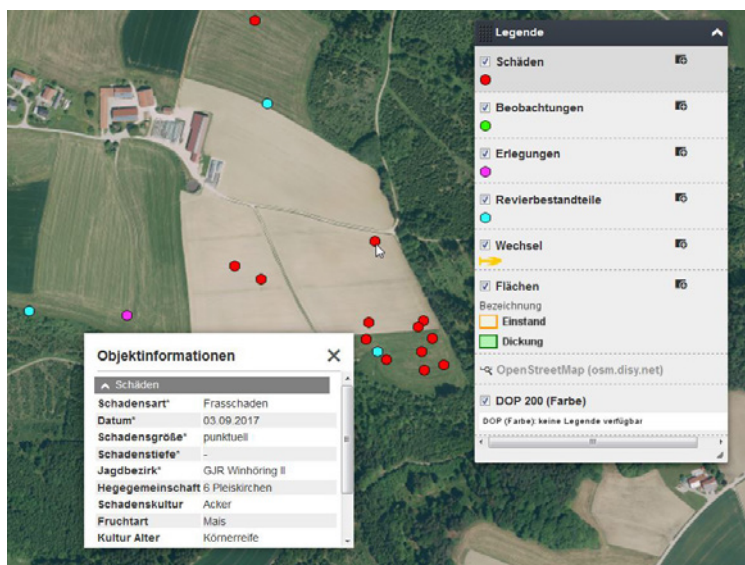 Legende
Schäden
Beobachtungen
Erlegungen
Revierbestandteile
Wechsel
Flächen
Bezeichnung
Einstand
Dickung
OpenStreetMap (osm.disy.net)
DOP 200 (Farbe)
DOP (Farbe): keine Legende verfügbar
Objektinformationen
Schäden
Schadensart* Frasschaden
Datum* 03.09.2017
Schadensgröße* punktuell
Schadenstiefe* -
Jagdbezirk* GJR Winhöring II
Hegegemeinschaft 6 Pleiskirchen
Schadenskultur Acker
Fruchtart Mais
Kultur Alter Körnerreife